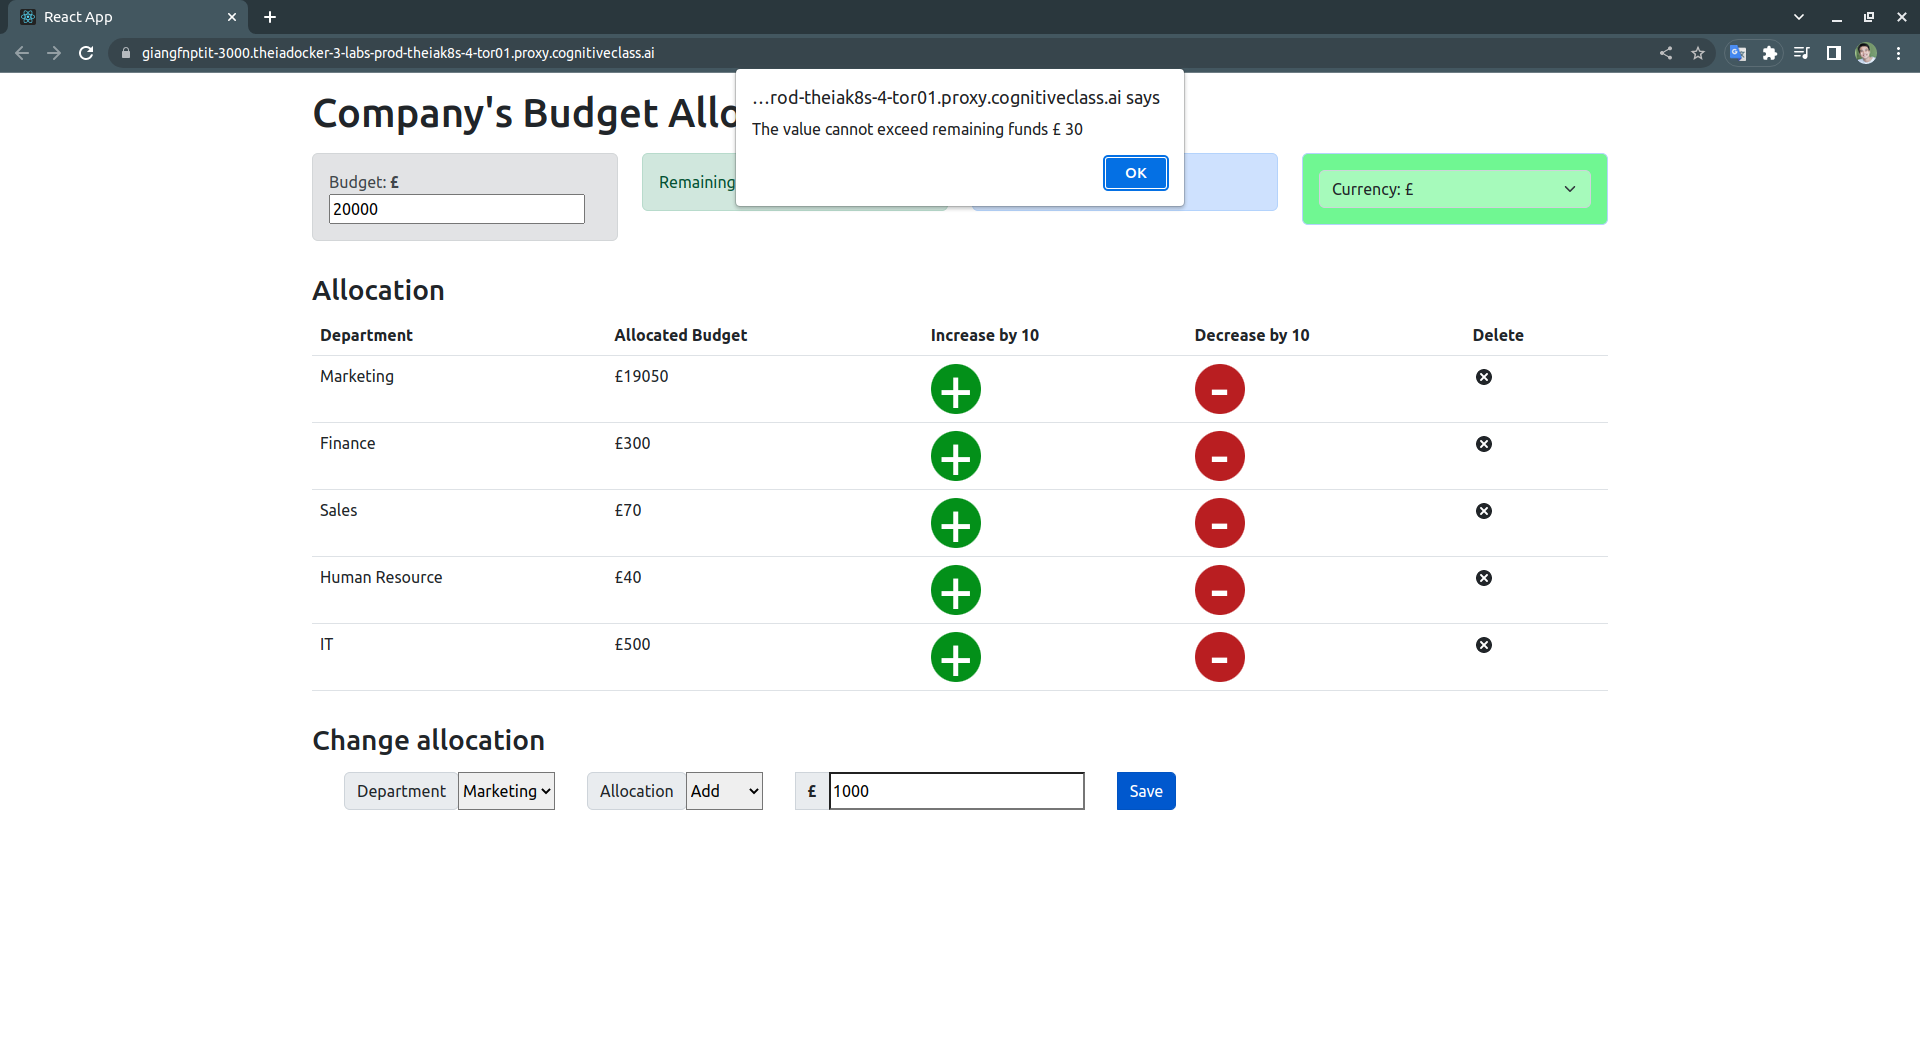 React App
giangfnptit-3000.theiadocker-3-labs-prod-theiak8s-4-tor01.proxy.cognitiveclass.ai
...rod-theiak8s-4-tor01.proxy.cognitiveclass.ai says
The value cannot exceed remaining funds £ 30
OK
Company's Budget Allo
Budget: £
20000
Remaining
Currency: £
Allocation
Department Allocated Budget Increase by 10 Decrease by 10 Delete
Marketing £19050 + -
Finance £300 + -
Sales £70 + -
Human Resource £40 + -
IT £500 + -
Change allocation
Department Marketing Allocation Add £ 1000 Save